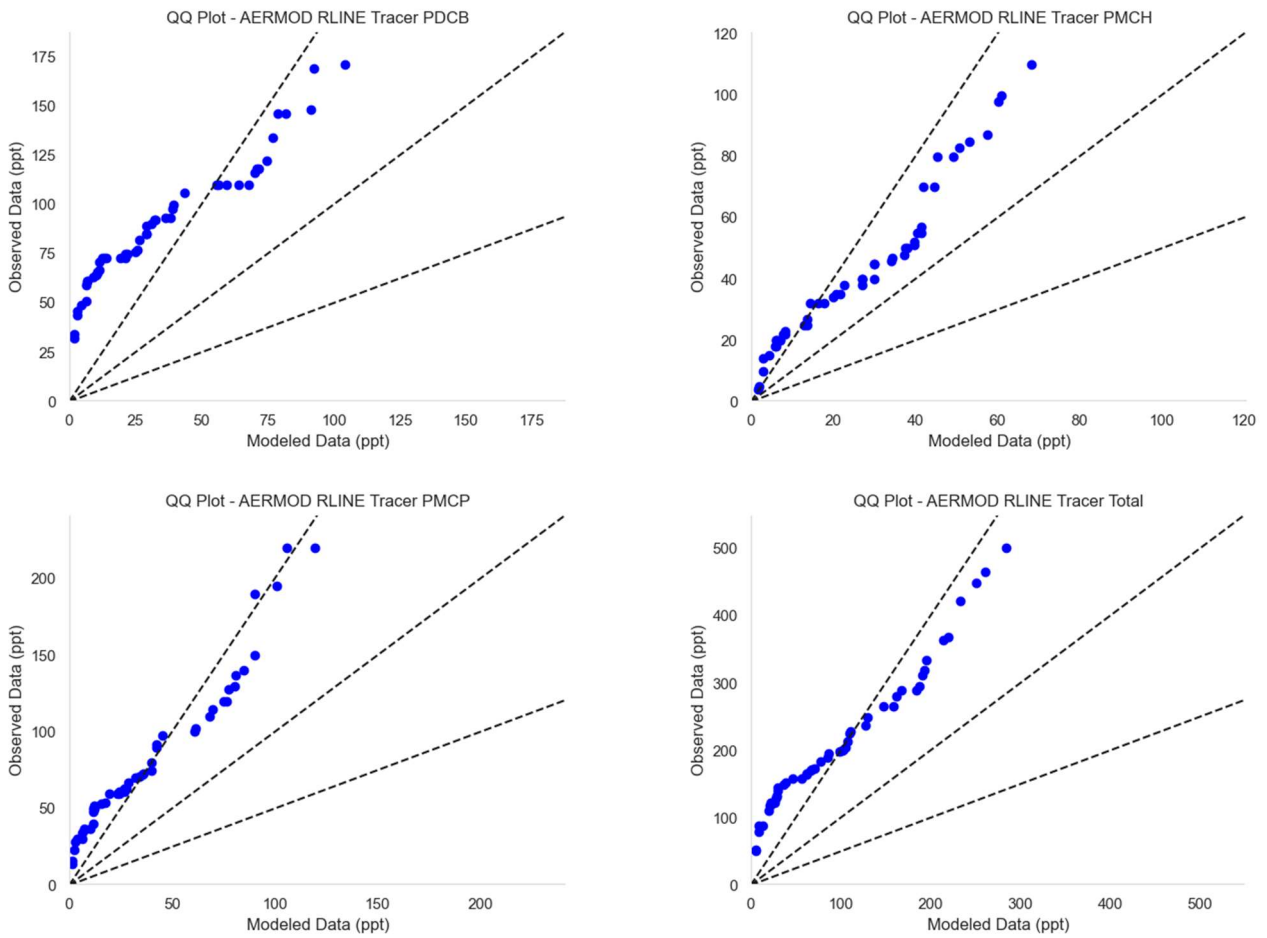 QQ Plot - AERMOD RLINE Tracer PDCB
Observed Data (ppt)
175
150
125
100
75
50
25
0
0 25 50 75 100 125 150 175
Modeled Data (ppt)
QQ Plot - AERMOD RLINE Tracer PMCH
Observed Data (ppt)
120
100
80
60
40
20
0
0 20 40 60 80 100 120
Modeled Data (ppt)
QQ Plot - AERMOD RLINE Tracer PMCP
Observed Data (ppt)
200
150
100
50
0
0 50 100 150 200
Modeled Data (ppt)
QQ Plot - AERMOD RLINE Tracer Total
Observed Data (ppt)
500
400
300
200
100
0
0 100 200 300 400 500
Modeled Data (ppt)